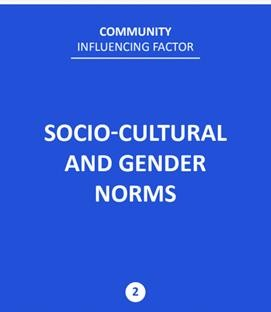 COMMUNITY
INFLUENCING FACTOR
SOCIO-CULTURAL
AND GENDER
NORMS
2